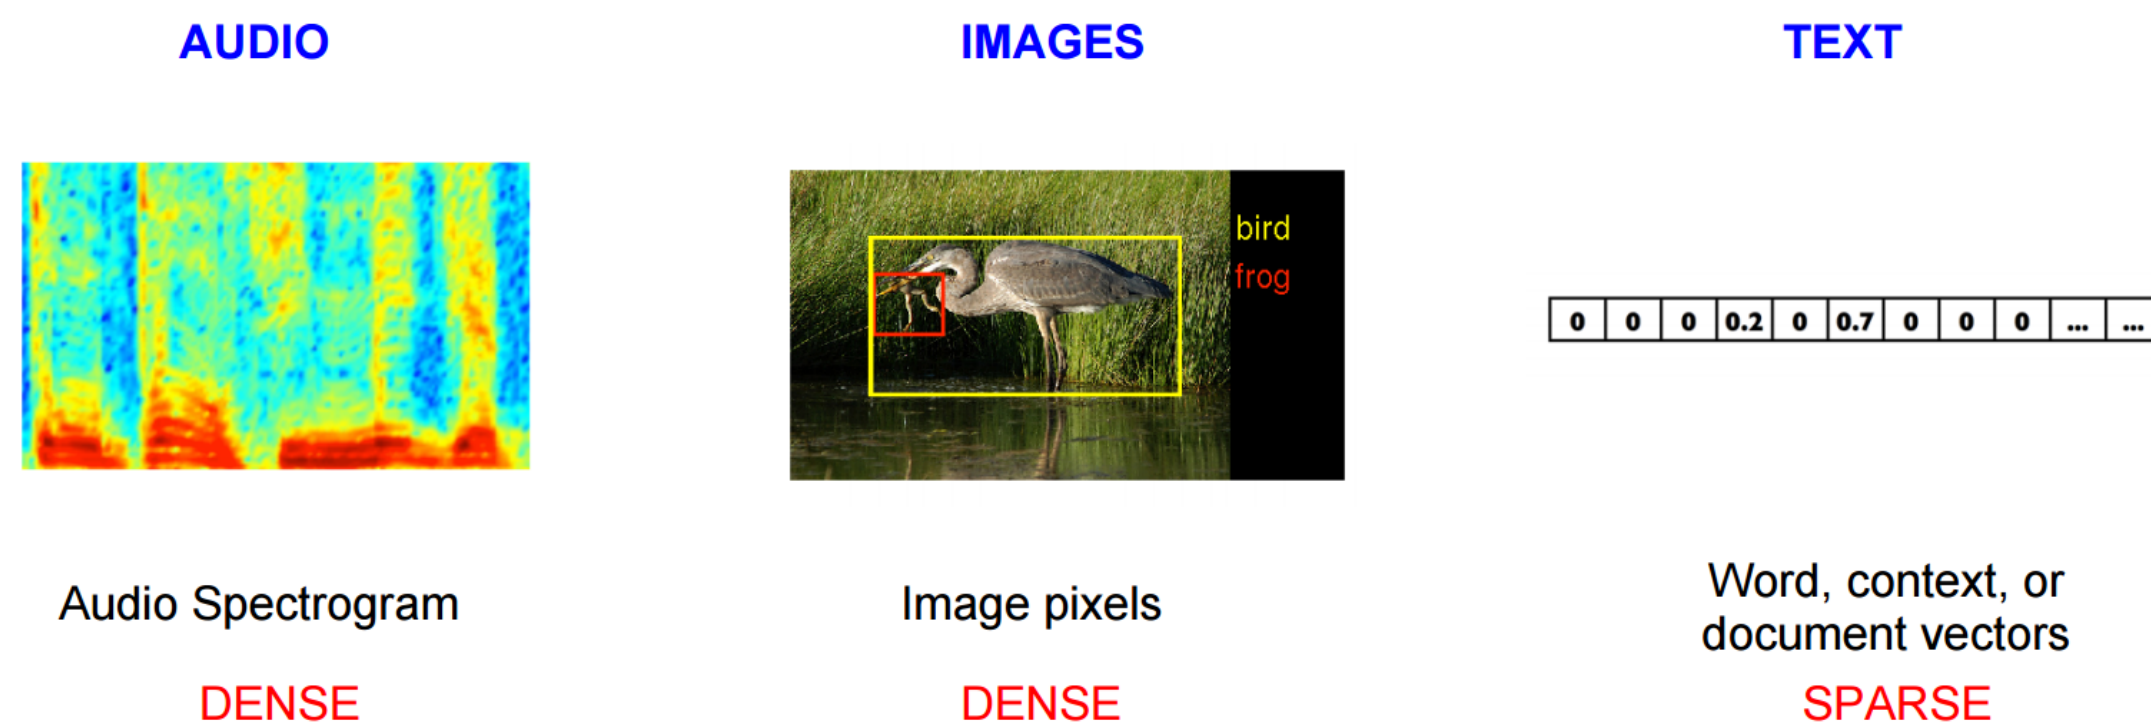 AUDIO
IMAGES
TEXT
bird
frog
0 0 0 0.2 0 0.7 0 0 0 ... ...
Audio Spectrogram
Image pixels
Word, context, or
document vectors
DENSE
DENSE
SPARSE